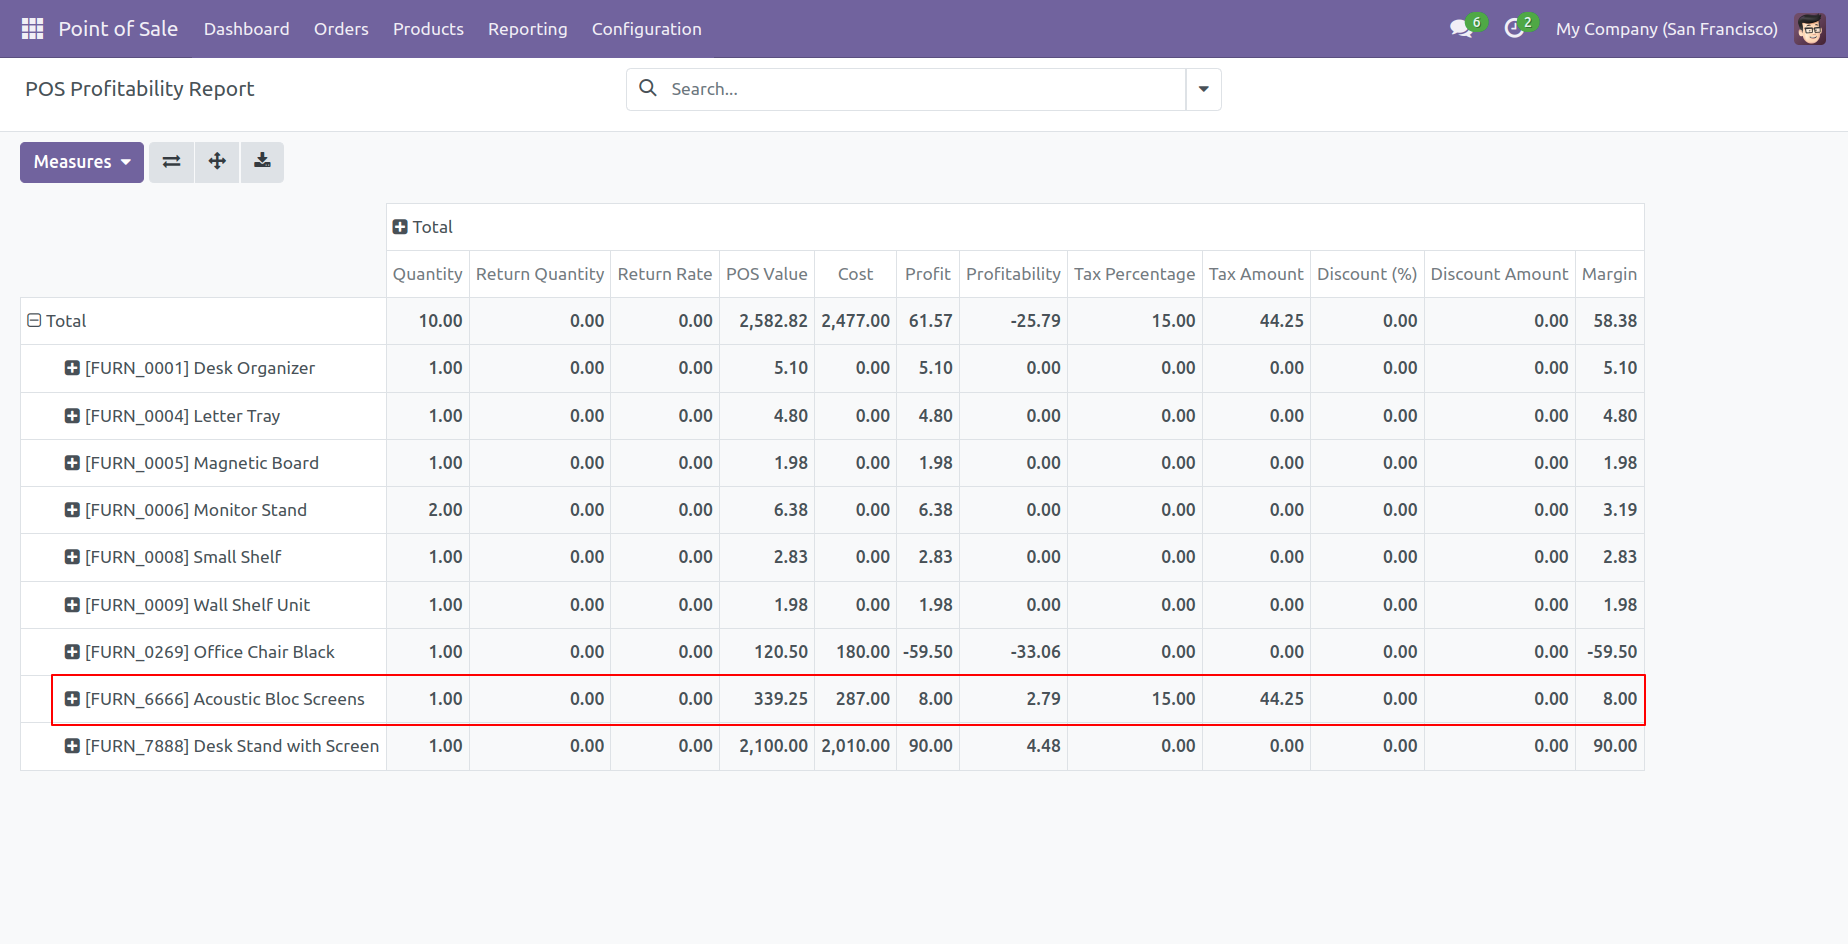 Point of Sale Dashboard Orders Products Reporting Configuration 6 2 My Company (San Francisco)
POS Profitability Report Search...
Measures
Total
Quantity Return Quantity Return Rate POS Value Cost Profit Profitability Tax Percentage Tax Amount Discount (%) Discount Amount Margin
Total 10.00 0.00 0.00 2,582.82 2,477.00 61.57 -25.79 15.00 44.25 0.00 0.00 58.38
[FURN_0001] Desk Organizer 1.00 0.00 0.00 5.10 0.00 5.10 0.00 0.00 0.00 0.00 0.00 5.10
[FURN_0004] Letter Tray 1.00 0.00 0.00 4.80 0.00 4.80 0.00 0.00 0.00 0.00 0.00 4.80
[FURN_0005] Magnetic Board 1.00 0.00 0.00 1.98 0.00 1.98 0.00 0.00 0.00 0.00 0.00 1.98
[FURN_0006] Monitor Stand 2.00 0.00 0.00 6.38 0.00 6.38 0.00 0.00 0.00 0.00 0.00 3.19
[FURN_0008] Small Shelf 1.00 0.00 0.00 2.83 0.00 2.83 0.00 0.00 0.00 0.00 0.00 2.83
[FURN_0009] Wall Shelf Unit 1.00 0.00 0.00 1.98 0.00 1.98 0.00 0.00 0.00 0.00 0.00 1.98
[FURN_0269] Office Chair Black 1.00 0.00 0.00 120.50 180.00 -59.50 -33.06 0.00 0.00 0.00 0.00 -59.50
[FURN_6666] Acoustic Bloc Screens 1.00 0.00 0.00 339.25 287.00 8.00 2.79 15.00 44.25 0.00 0.00 8.00
[FURN_7888] Desk Stand with Screen 1.00 0.00 0.00 2,100.00 2,010.00 90.00 4.48 0.00 0.00 0.00 0.00 90.00